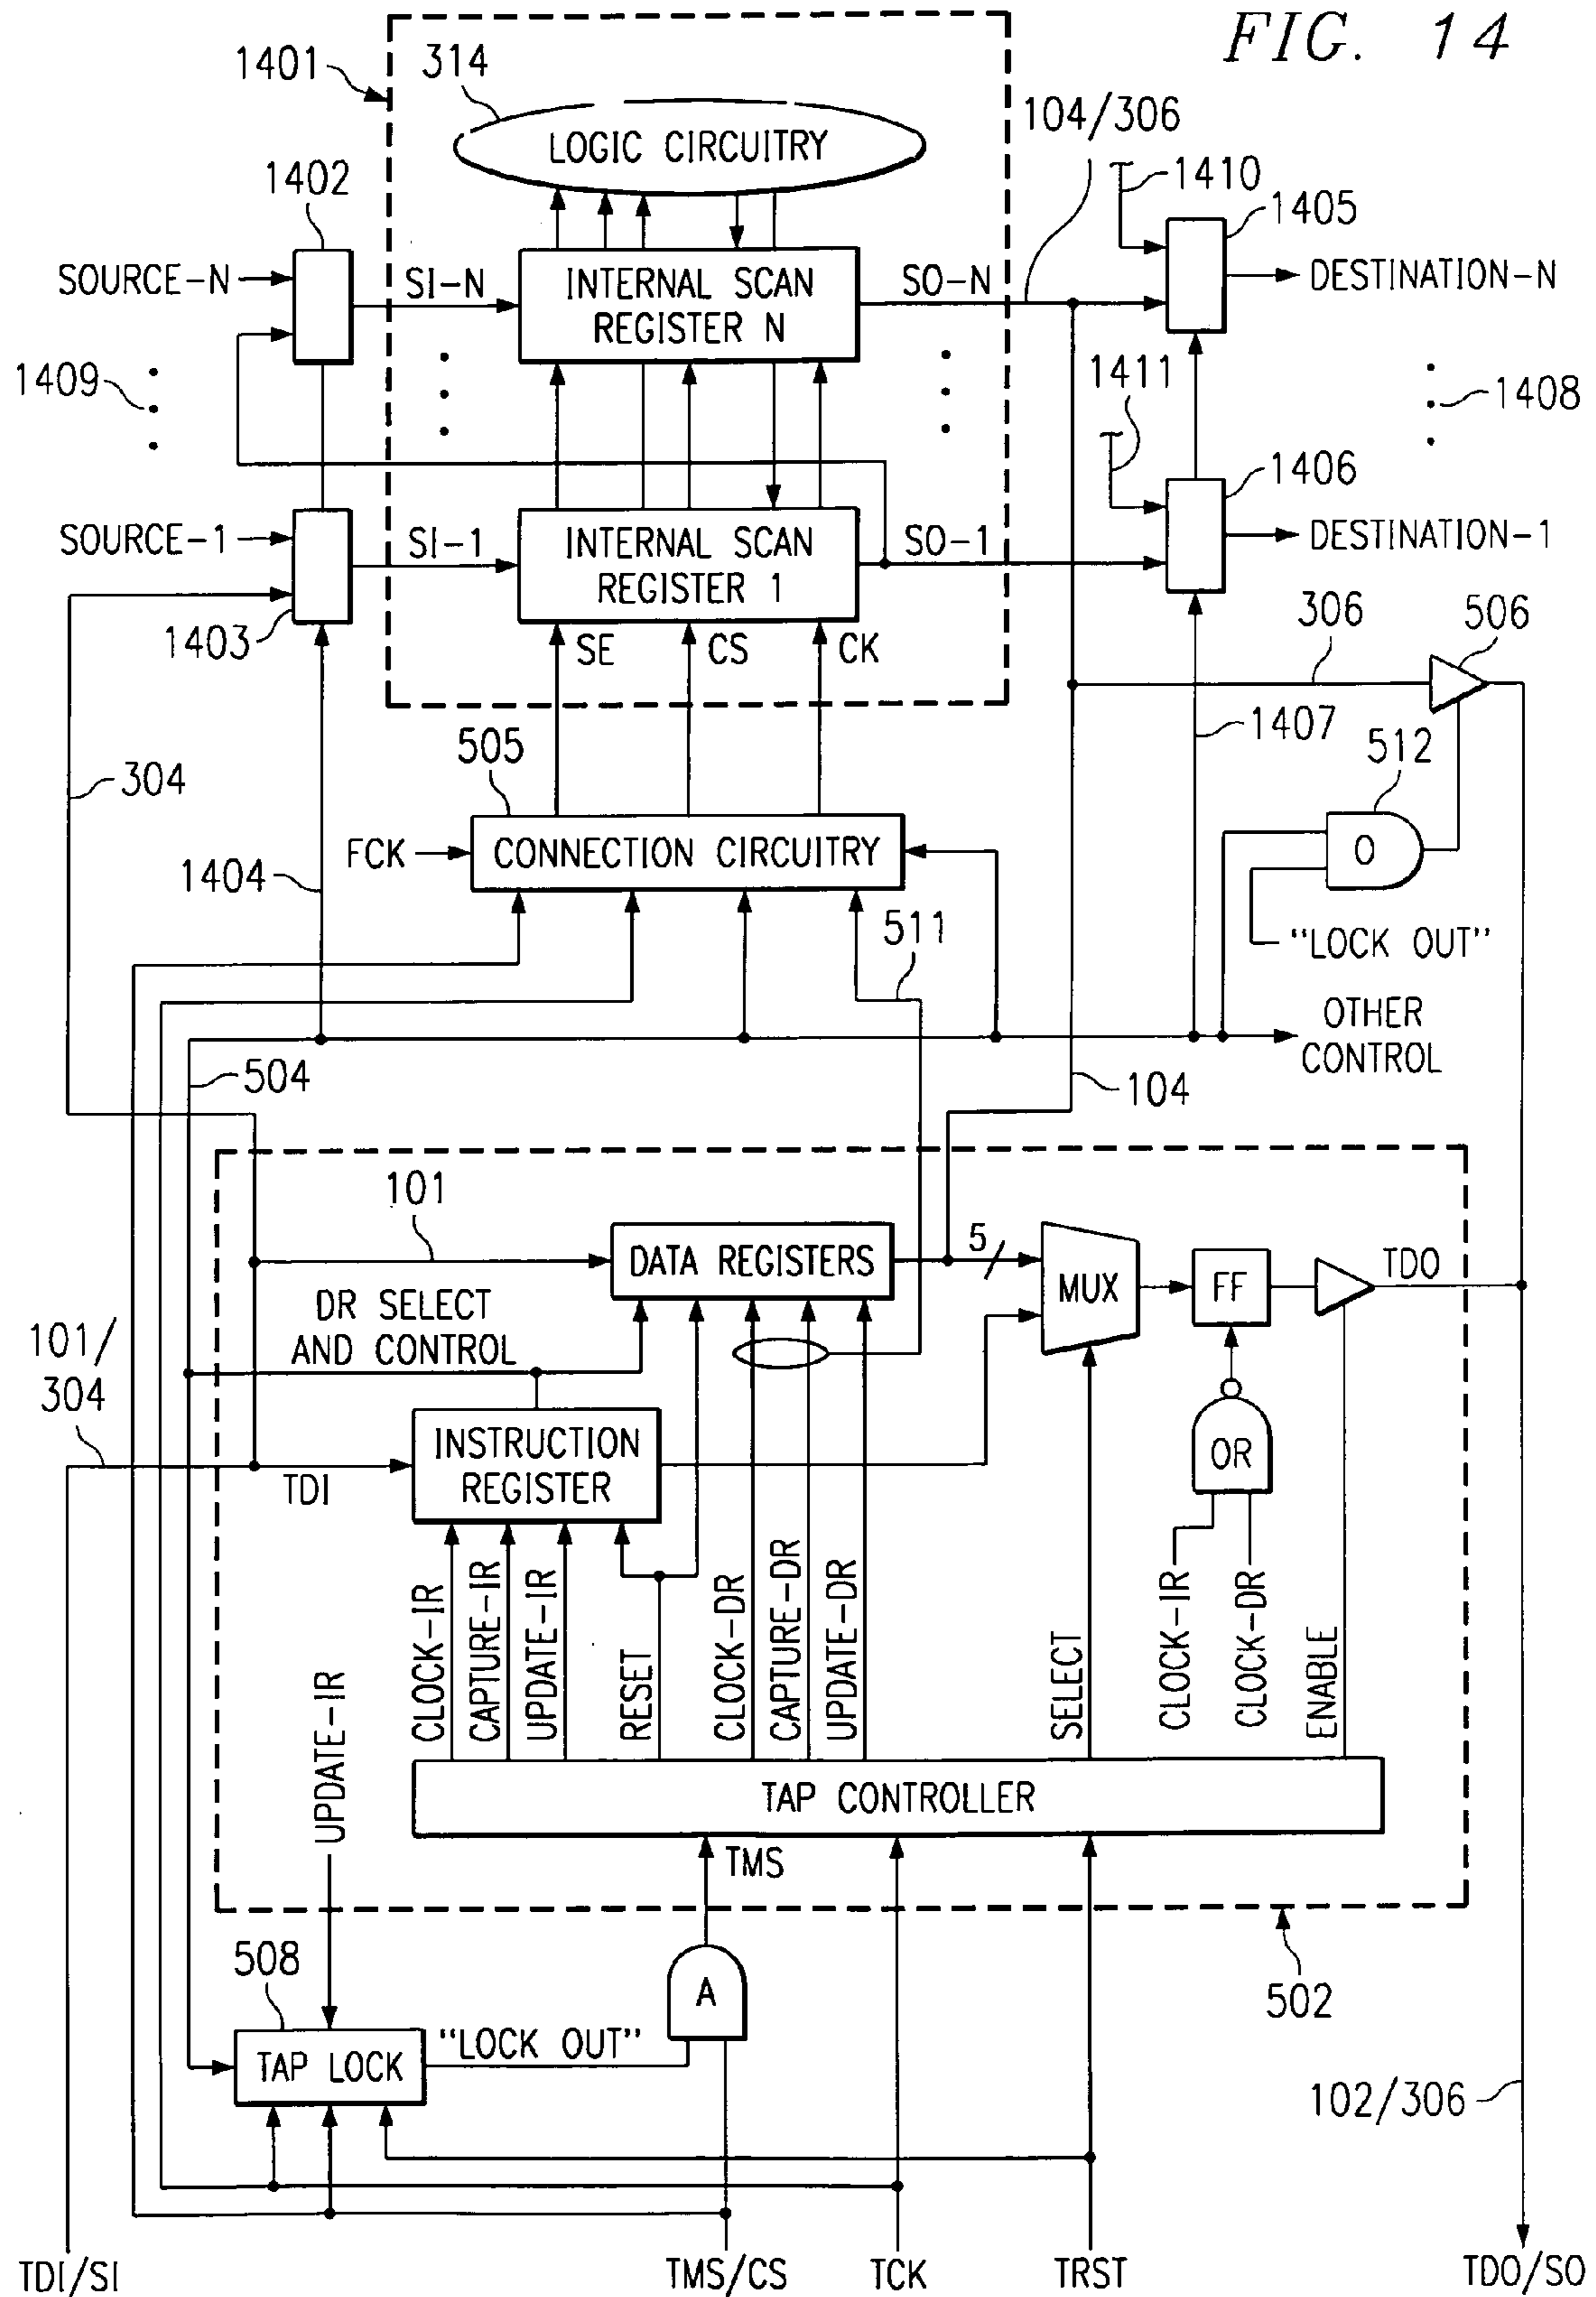 FIG. 14
1401
314
LOGIC CIRCUITRY
104/306
1410
1402
1405
SOURCE-N
SI-N
INTERNAL SCAN
REGISTER N
SO-N
DESTINATION-N
1409
1411
1408
1406
SOURCE-1
SI-1
INTERNAL SCAN
REGISTER 1
SO-1
DESTINATION-1
1403
SE
CS
CK
306
506
304
505
1407
512
FCK
CONNECTION CIRCUITRY
O
1404
511
"LOCK OUT"
OTHER
CONTROL
504
104
101
DATA REGISTERS
5
MUX
FF
TDO
DR SELECT
AND CONTROL
101/
304
INSTRUCTION
REGISTER
OR
TDI
CLOCK-IR
CAPTURE-IR
UPDATE-IR
RESET
CLOCK-DR
CAPTURE-DR
UPDATE-DR
SELECT
CLOCK-IR
CLOCK-DR
ENABLE
UPDATE-IR
TAP CONTROLLER
TMS
508
A
502
TAP LOCK
"LOCK OUT"
102/306
TDI/SI
TMS/CS
TCK
TRST
TDO/SO